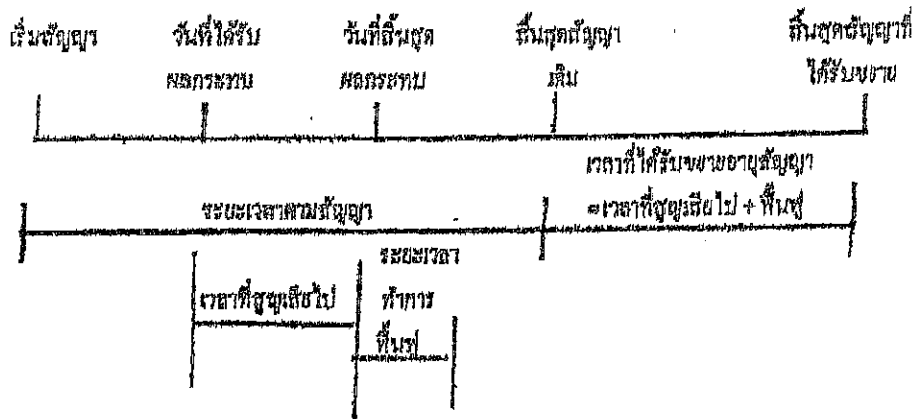 เริ่มสัญญา
วันที่ได้รับ
ผลกระทบ
วันที่สิ้นสุด
ผลกระทบ
สิ้นสุดสัญญา
เดิม
สิ้นสุดสัญญาที่
ได้รับขยาย
เวลาที่ได้รับขยายอายุสัญญา
=เวลาที่สูญเสียไป + ฟื้นฟู
ระยะเวลาตามสัญญา
เวลาที่สูญเสียไป
ระยะเวลา
ทำการ
ฟื้นฟู